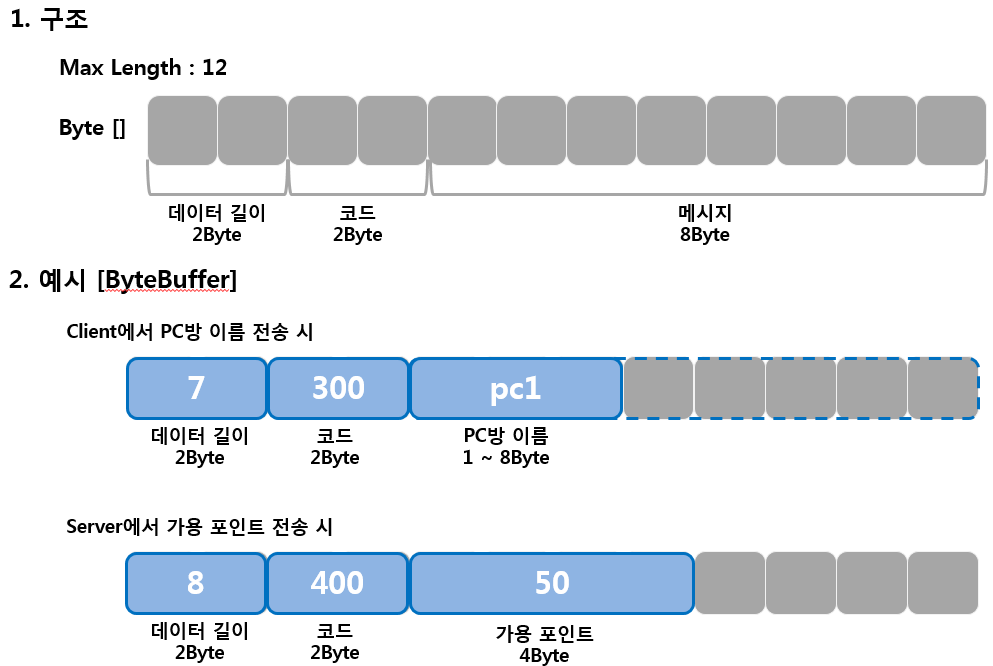 1. 구조
Max Length : 12
Byte []
데이터 길이 코드 메시지
2Byte 2Byte 8Byte
2. 예시 [ByteBuffer]
Client에서 PC방 이름 전송 시
7 300 pc1
데이터 길이 코드 PC방 이름
2Byte 2Byte 1 ~ 8Byte
Server에서 가용 포인트 전송 시
8 400 50
데이터 길이 코드 가용 포인트
2Byte 2Byte 4Byte